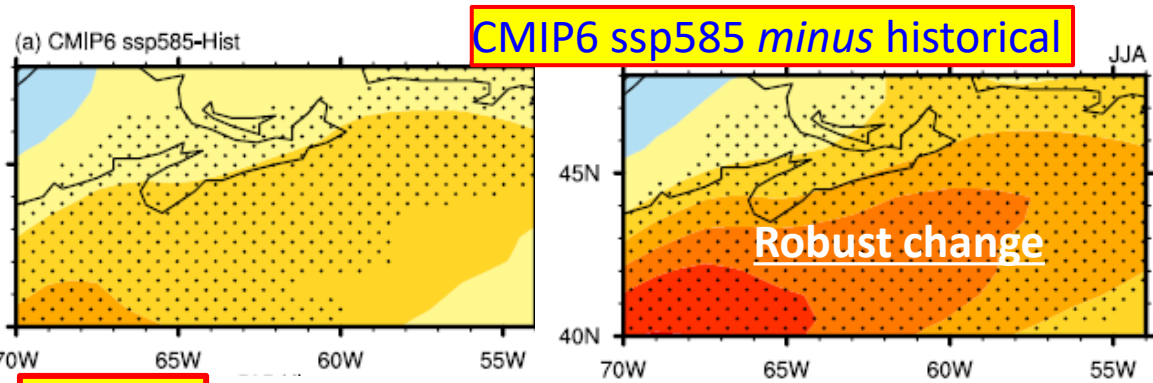 CMIP6 ssp585 minus historical
(a) CMIP6 ssp585-Hist
JJA
45N
Robust change
40N
70W 65W 60W 55W
70W 65W 60W 55W